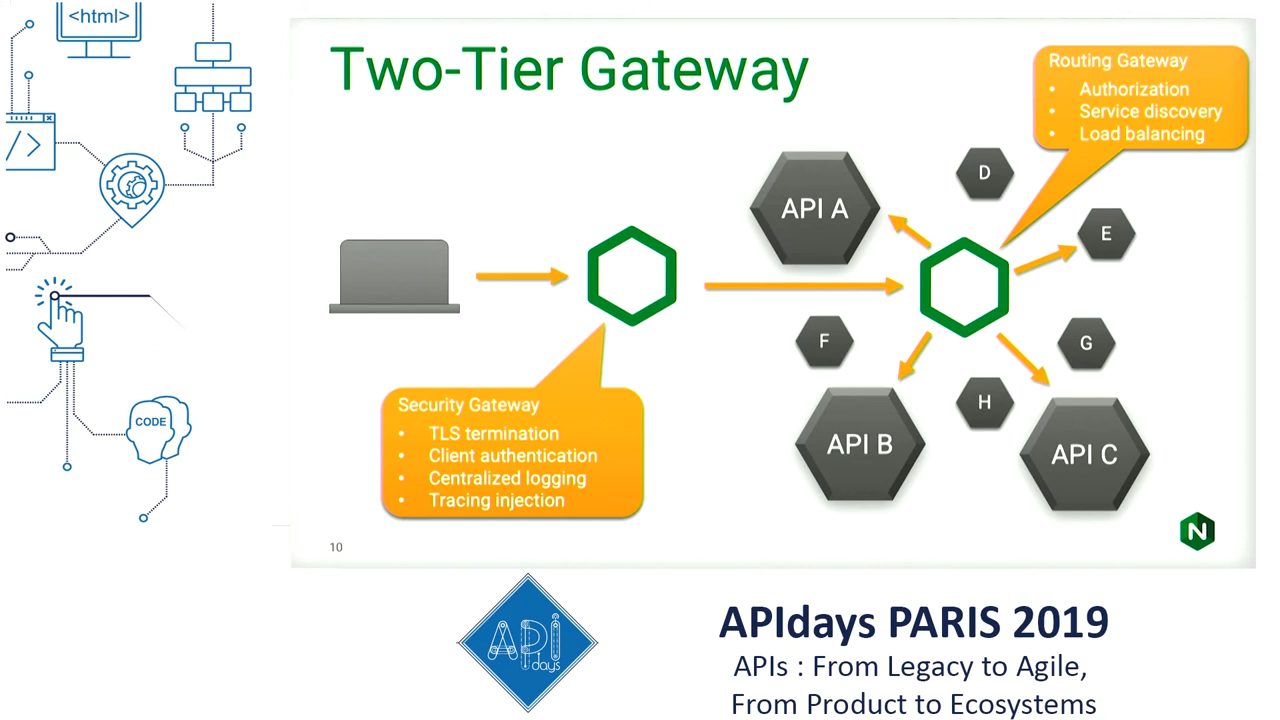 <html>
Two-Tier Gateway
Routing Gateway
• Authorization
• Service discovery
• Load balancing
D
API A
E
</>
F
G
Security Gateway
• TLS termination
• Client authentication
• Centralized logging
• Tracing injection
H
CODE
API B
API C
10
N
API
days
APIdays PARIS 2019
APIs : From Legacy to Agile,
From Product to Ecosystems